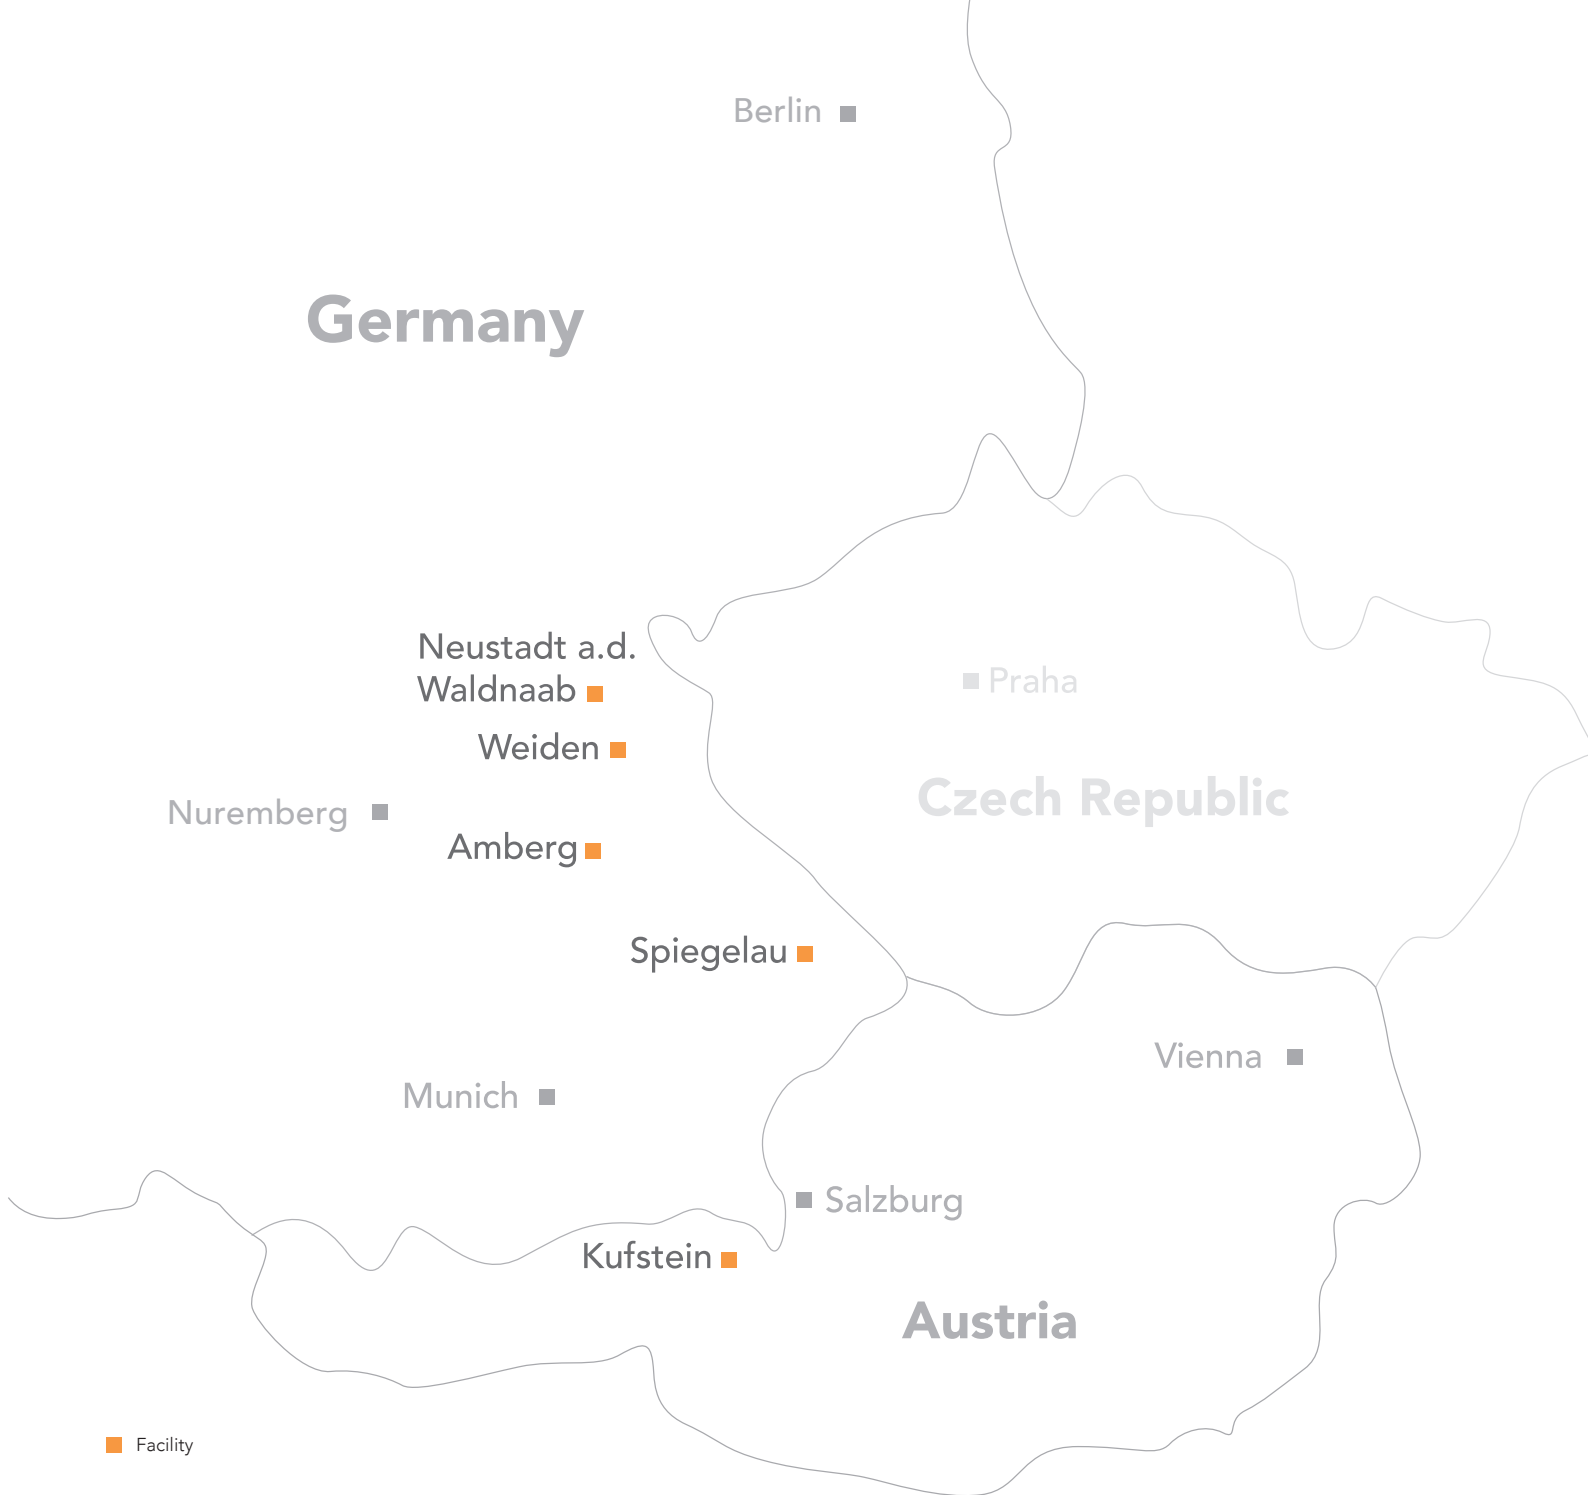 Berlin
Germany
Neustadt a.d.
Waldnaab
Praha
Weiden
Czech Republic
Nuremberg
Amberg
Spiegelau
Vienna
Munich
Salzburg
Kufstein
Austria
Facility